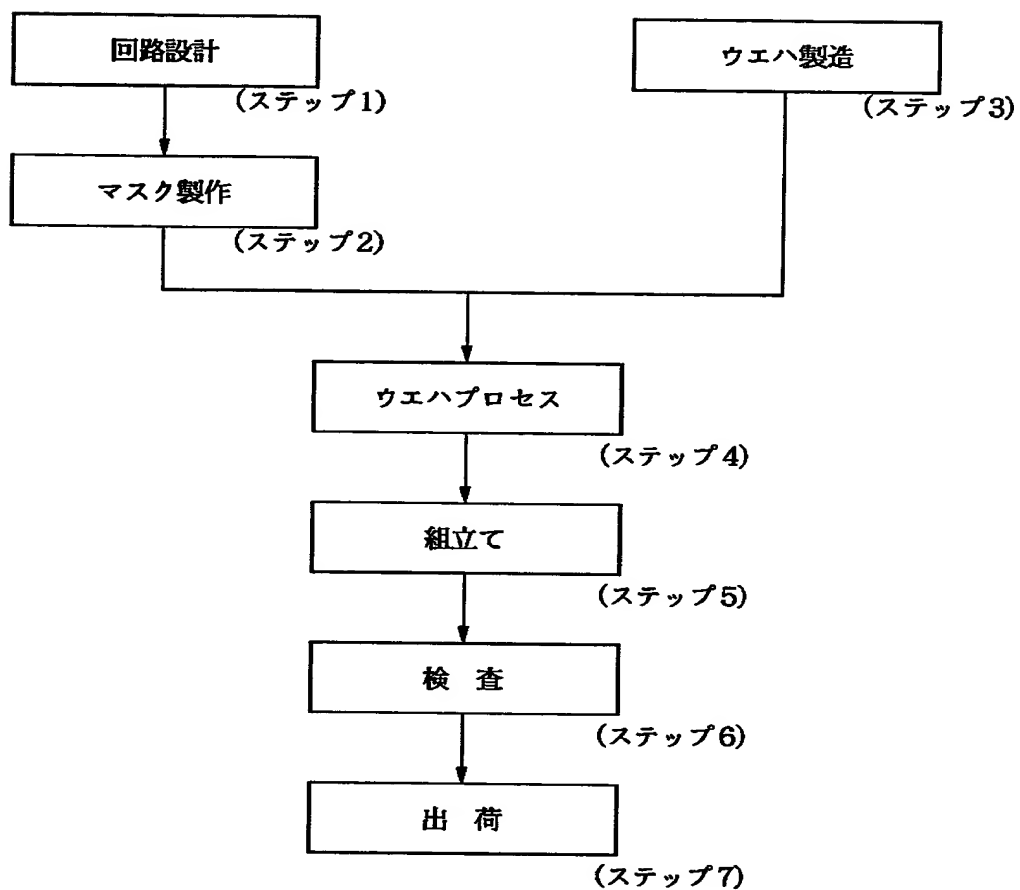 回路設計
(ステップ1)
ウエハ製造
(ステップ3)
マスク製作
(ステップ2)
ウエハプロセス
(ステップ4)
組立て
(ステップ5)
検 査
(ステップ6)
出 荷
(ステップ7)